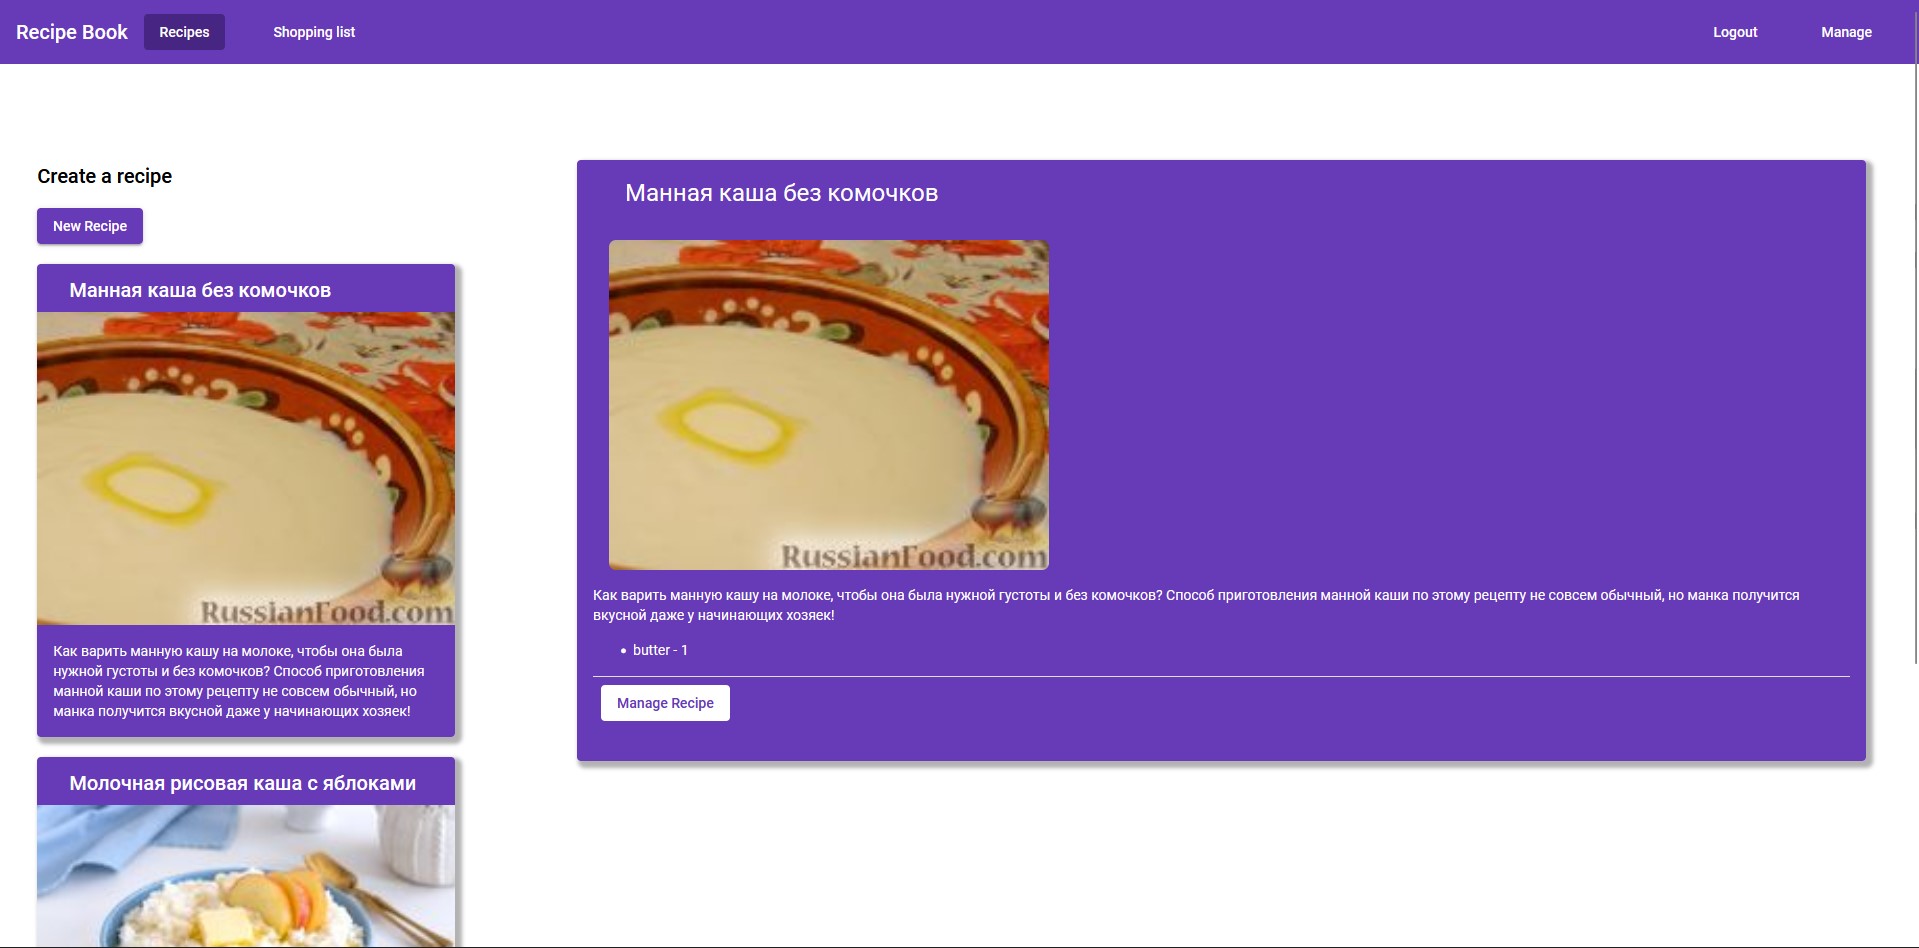 Recipe Book
Recipes
Shopping list
Logout
Manage
Create a recipe
New Recipe
Манная каша без комочков
RussianFood.com
Как варить манную кашу на молоке, чтобы она была
нужной густоты и без комочков? Способ приготовления
манной каши по этому рецепту не совсем обычный, но
манка получится вкусной даже у начинающих хозяек!
Молочная рисовая каша с яблоками
Манная каша без комочков
RussianFood.com
Как варить манную кашу на молоке, чтобы она была нужной густоты и без комочков? Способ приготовления манной каши по этому рецепту не совсем обычный, но манка получится
вкусной даже у начинающих хозяек!
butter - 1
Manage Recipe